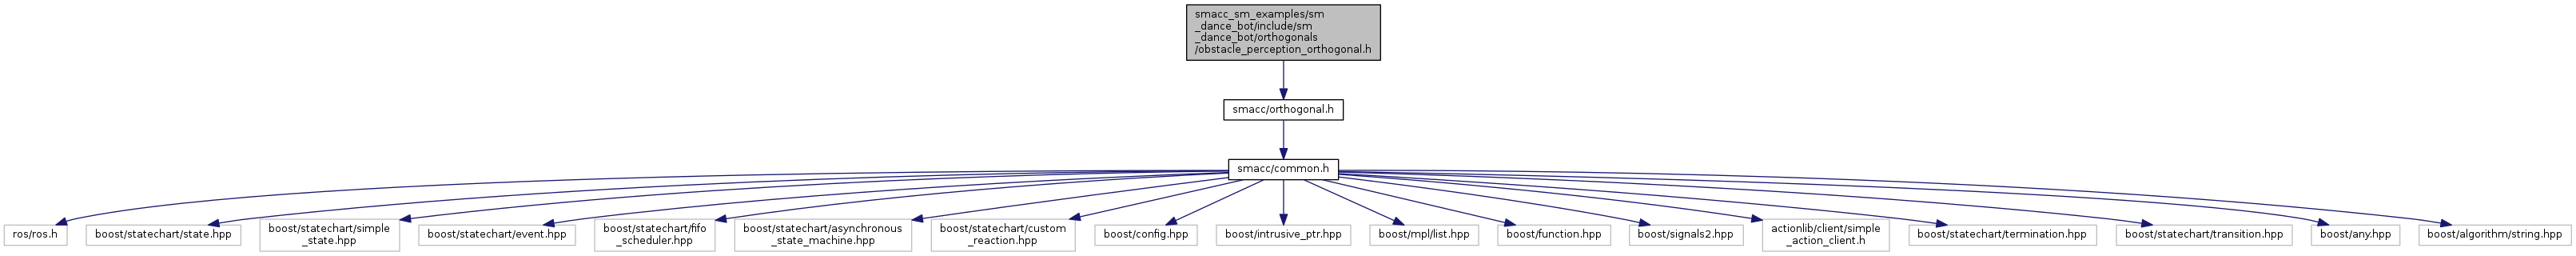 smacc_sm_examples/sm
_dance_bot/include/sm
_dance_bot/orthogonals
/obstacle_perception_orthogonal.h
smacc/orthogonal.h
smacc/common.h
ros/ros.h
boost/statechart/state.hpp
boost/statechart/simple
_state.hpp
boost/statechart/event.hpp
boost/statechart/fifo
_scheduler.hpp
boost/statechart/asynchronous
_state_machine.hpp
boost/statechart/custom
_reaction.hpp
boost/config.hpp
boost/intrusive_ptr.hpp
boost/mpl/list.hpp
boost/function.hpp
boost/signals2.hpp
actionlib/client/simple
_action_client.h
boost/statechart/termination.hpp
boost/statechart/transition.hpp
boost/any.hpp
boost/algorithm/string.hpp